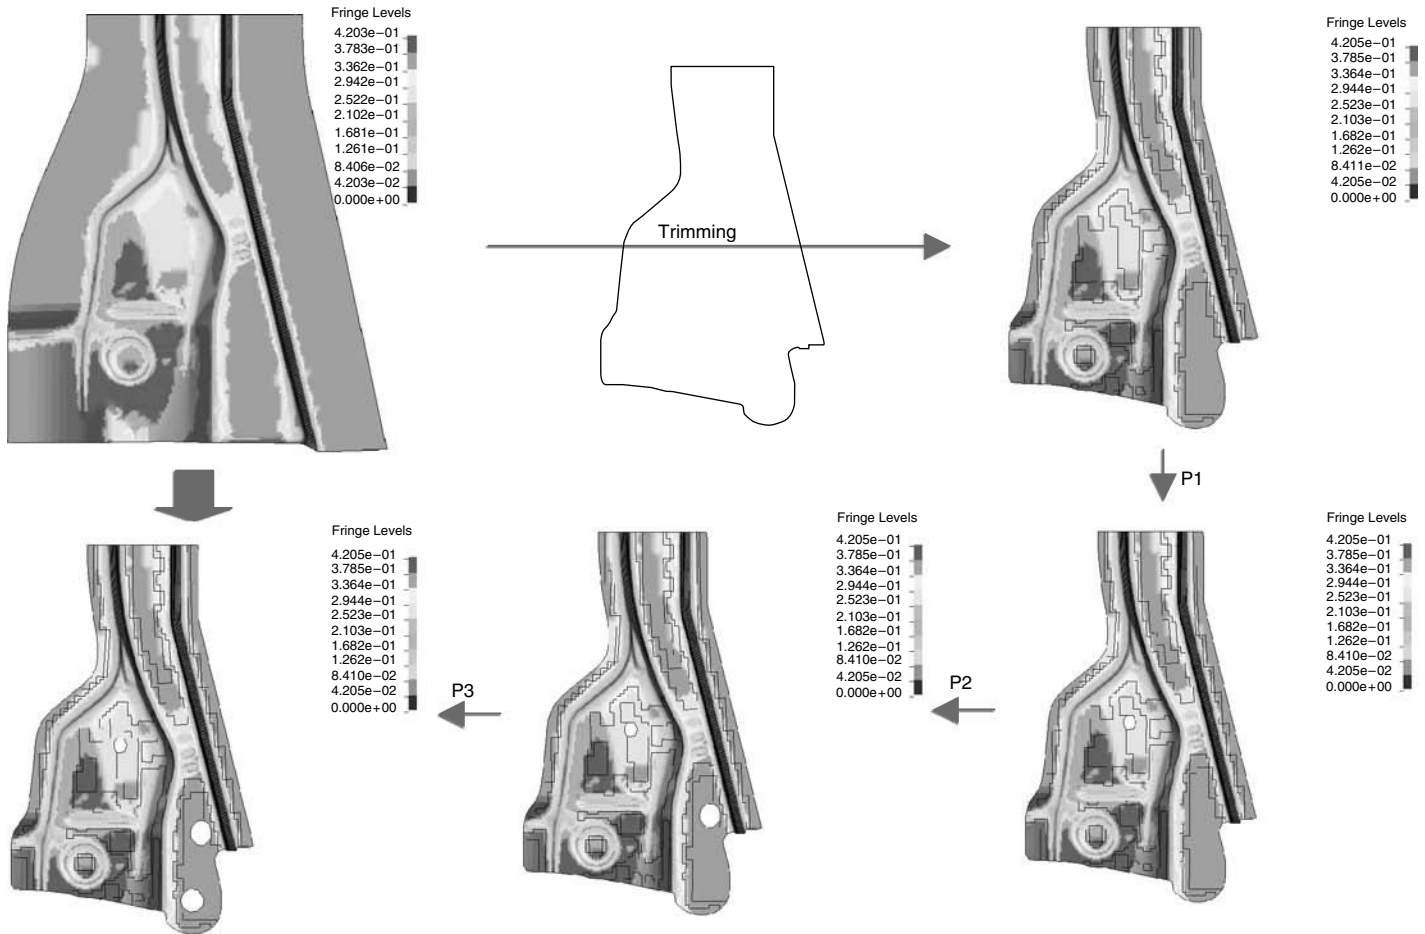 Fringe Levels
4.203e−01
3.783e−01
3.362e−01
2.942e−01
2.522e−01
2.102e−01
1.681e−01
1.261e−01
8.406e−02
4.203e−02
0.000e+00
Trimming
Fringe Levels
4.205e−01
3.785e−01
3.364e−01
2.944e−01
2.523e−01
2.103e−01
1.682e−01
1.262e−01
8.411e−02
4.205e−02
0.000e+00
P1
Fringe Levels
4.205e−01
3.785e−01
3.364e−01
2.944e−01
2.523e−01
2.103e−01
1.682e−01
1.262e−01
8.410e−02
4.205e−02
0.000e+00
P3
Fringe Levels
4.205e−01
3.785e−01
3.364e−01
2.944e−01
2.523e−01
2.103e−01
1.682e−01
1.262e−01
8.410e−02
4.205e−02
0.000e+00
P2
Fringe Levels
4.205e−01
3.785e−01
3.364e−01
2.944e−01
2.523e−01
2.103e−01
1.682e−01
1.262e−01
8.410e−02
4.205e−02
0.000e+00